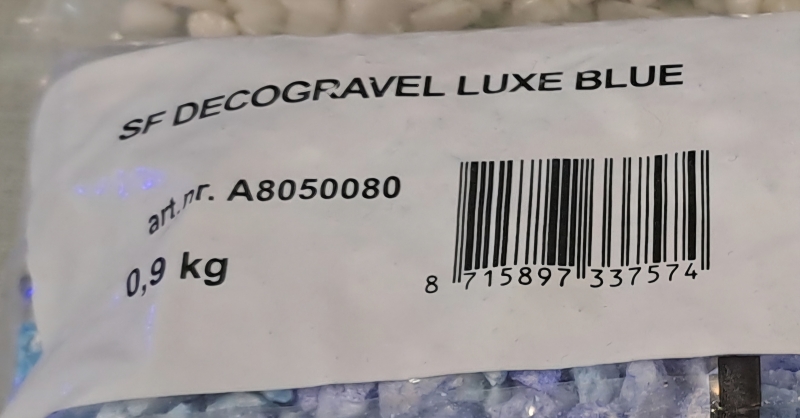 SF DECOGRAVEL LUXE BLUE
art.nr. A8050080
0,9 kg
8 715897 337574